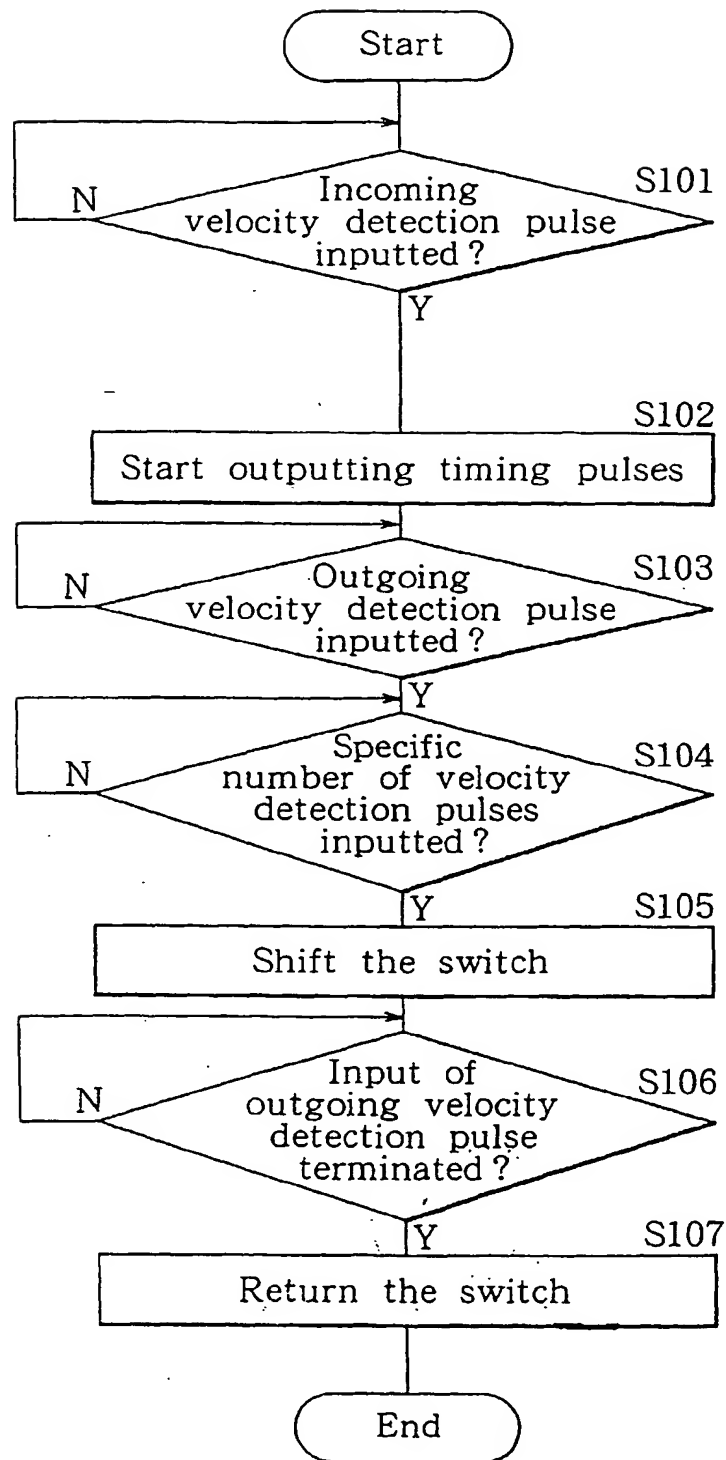 Start
S101
Incoming
velocity detection pulse
inputted?
N
Y
S102
Start outputting timing pulses
S103
Outgoing
velocity detection pulse
inputted?
N
Y
S104
Specific
number of velocity
detection pulses
inputted?
N
Y
S105
Shift the switch
S106
Input of
outgoing velocity
detection pulse
terminated?
N
Y
S107
Return the switch
End